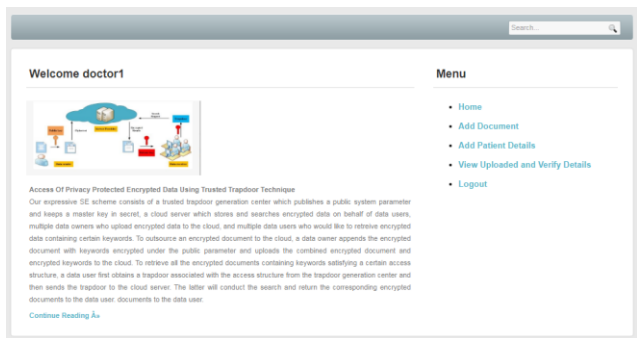 Search...
Welcome doctor1
Access Of Privacy Protected Encrypted Data Using Trusted Trapdoor Technique
Our expressive SE scheme consists of a trusted trapdoor generation center which publishes a public system parameter
and keeps a master key in secret, a cloud server which stores and searches encrypted data on behalf of data users,
multiple data owners who upload encrypted data to the cloud, and multiple data users who would like to retreive encrypted
data containing certain keywords. To outsource an encrypted document to the cloud, a data owner appends the encrypted
document with keywords encrypted under the public parameter and uploads the combined encrypted document and
encrypted keywords to the cloud. To retrieve all the encrypted documents containing keywords satisfying a certain access
structure, a data user first obtains a trapdoor associated with the access structure from the trapdoor generation center and
then sends the trapdoor to the cloud server. The latter will conduct the search and return the corresponding encrypted
documents to the data user. documents to the data user.
Continue Reading Â»
Menu
Home
Add Document
Add Patient Details
View Uploaded and Verify Details
Logout